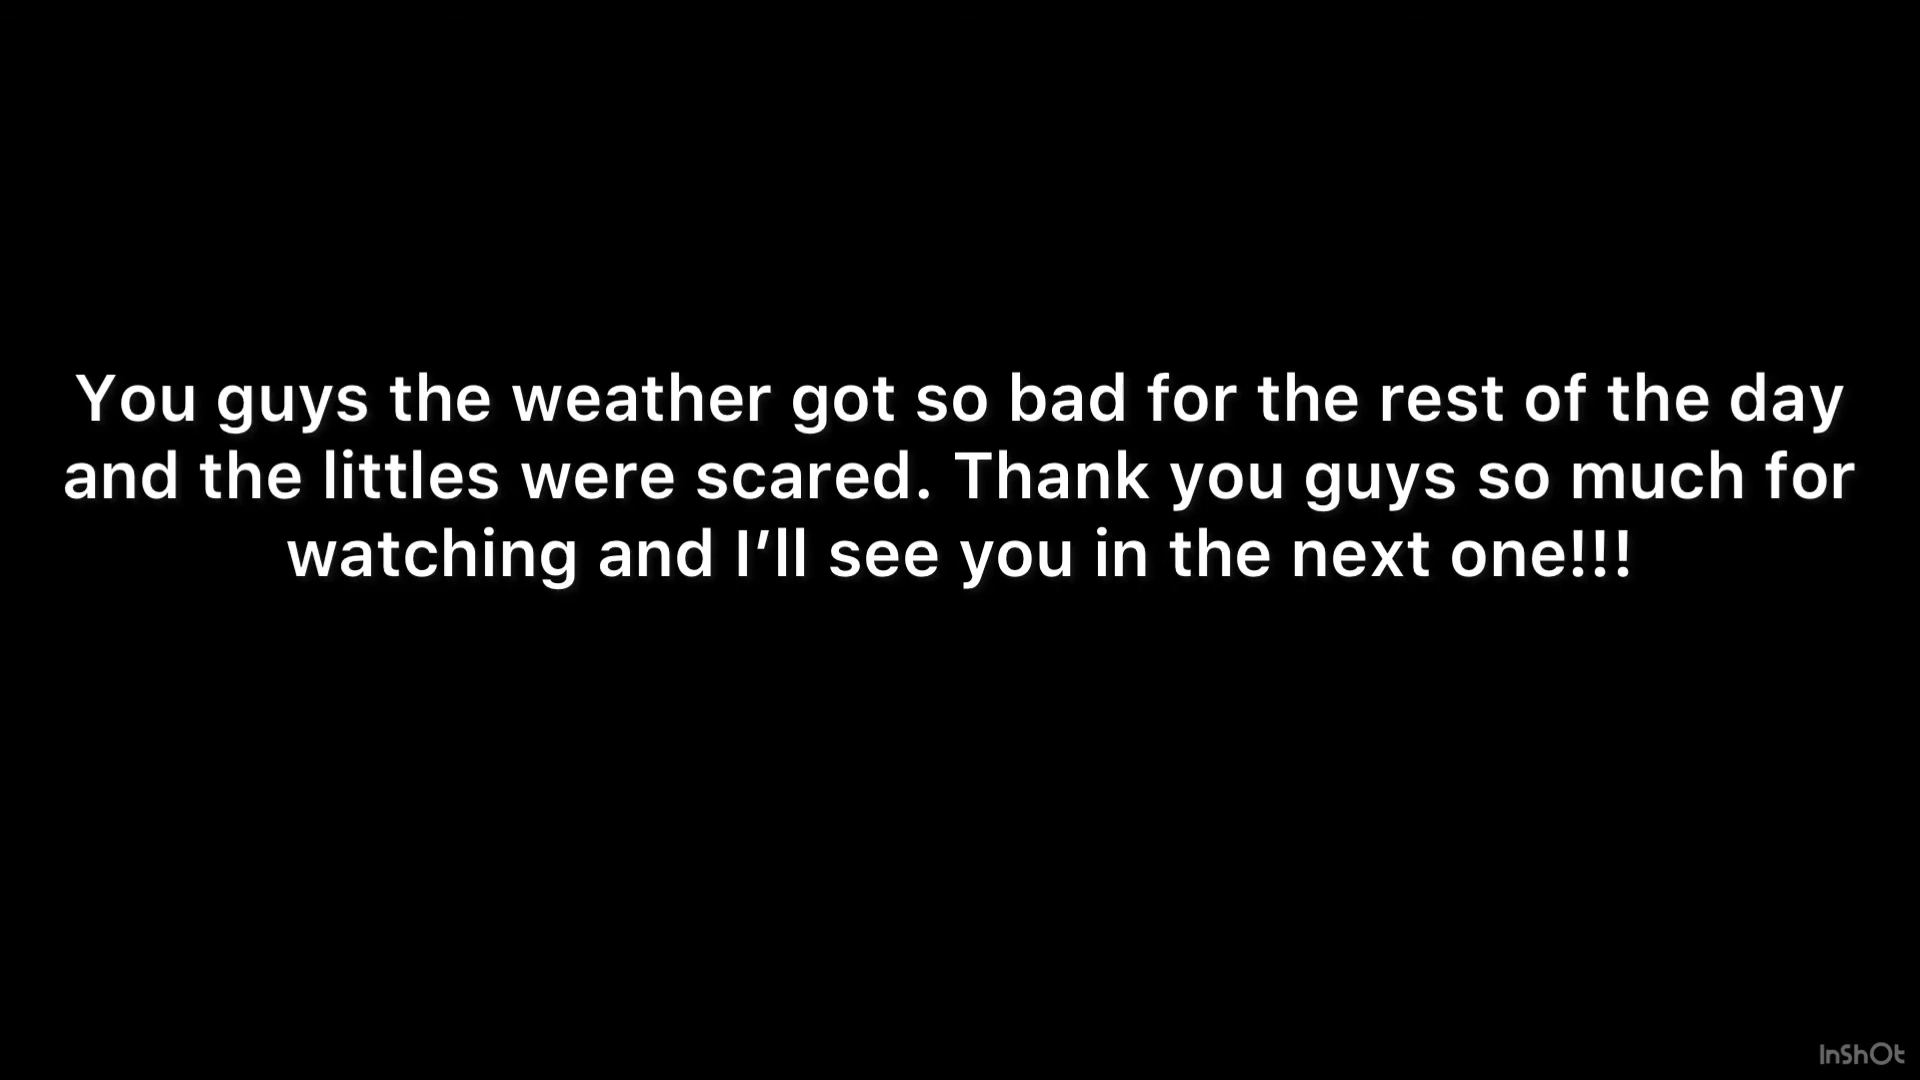 You guys the weather got so bad for the rest of the day
and the littles were scared. Thank you guys so much for
watching and I’ll see you in the next one!!!
InShOt